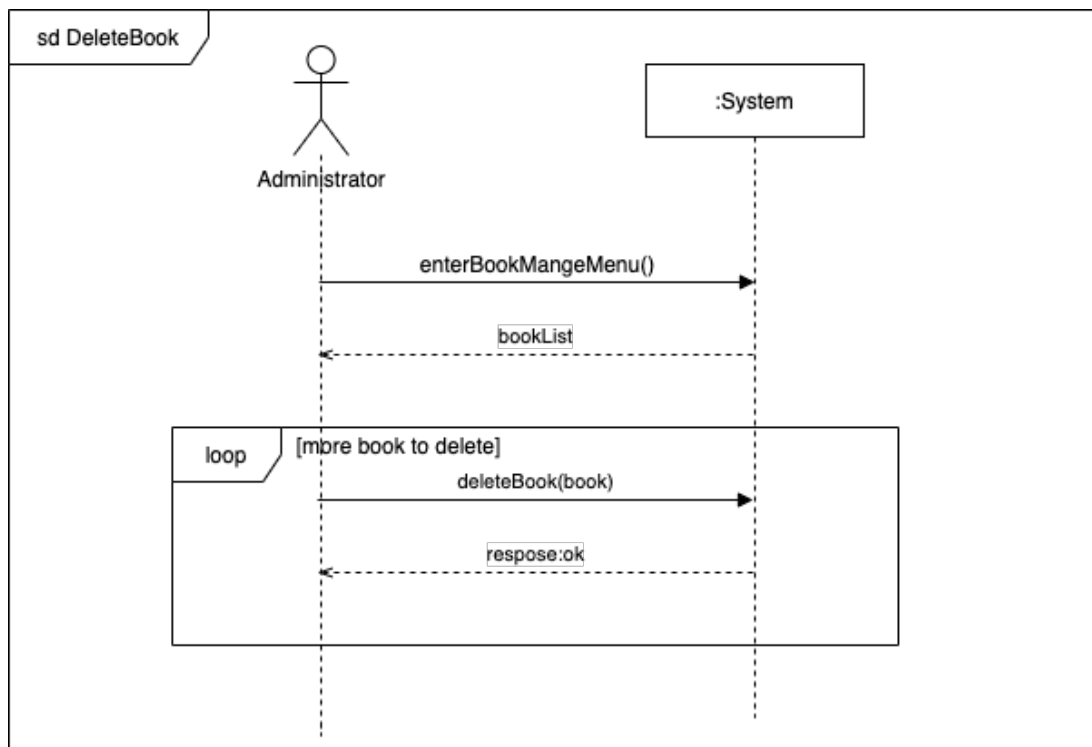 sd DeleteBook
:System
Administrator
enterBookMangeMenu()
bookList
loop
[more book to delete]
deleteBook(book)
respose:ok